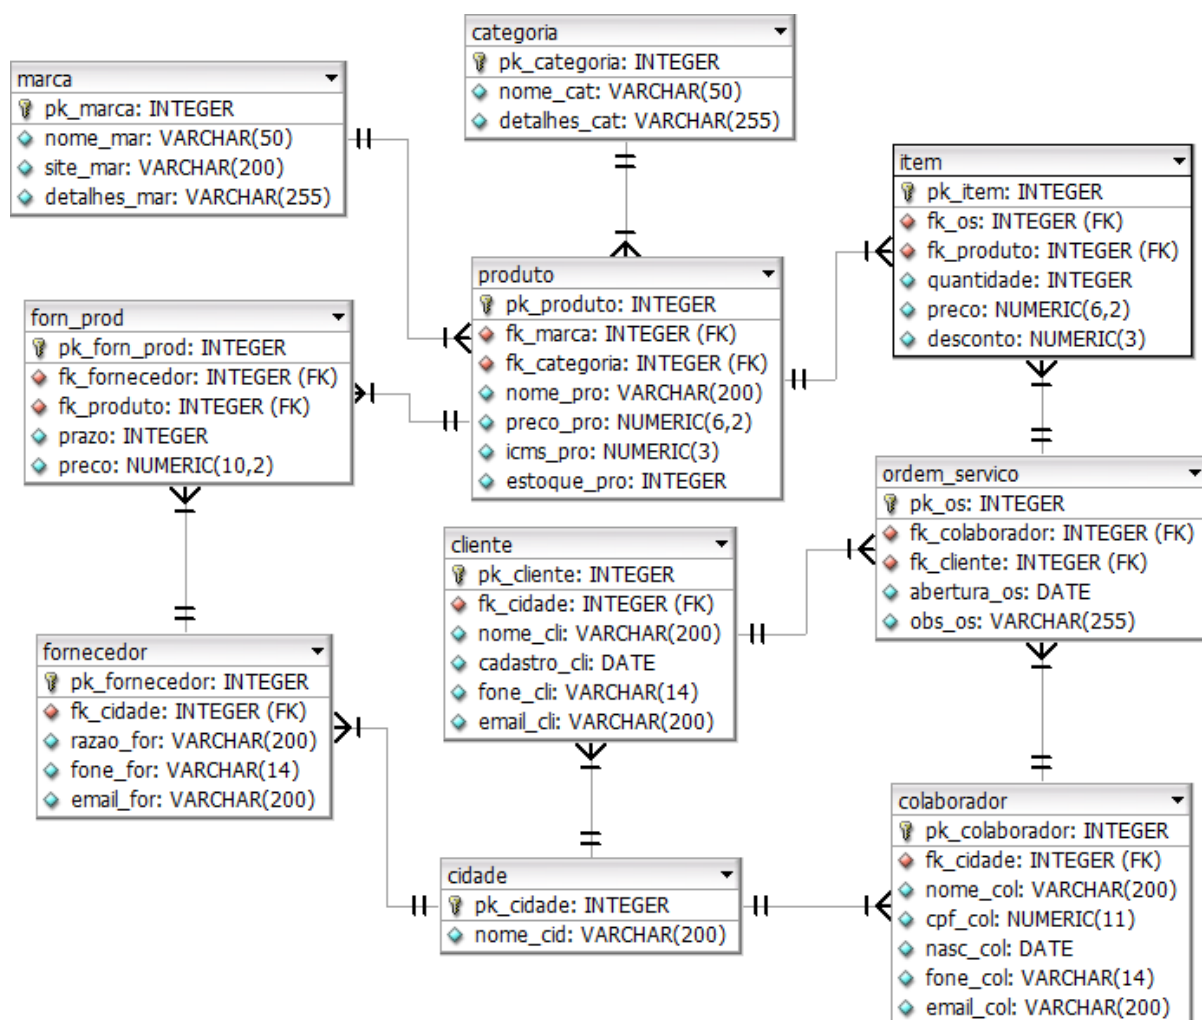 categoria
pk_categoria: INTEGER
nome_cat: VARCHAR(50)
detalhes_cat: VARCHAR(255)
marca
pk_marca: INTEGER
nome_mar: VARCHAR(50)
site_mar: VARCHAR(200)
detalhes_mar: VARCHAR(255)
item
pk_item: INTEGER
fk_os: INTEGER (FK)
fk_produto: INTEGER (FK)
quantidade: INTEGER
preco: NUMERIC(6,2)
desconto: NUMERIC(3)
produto
pk_produto: INTEGER
fk_marca: INTEGER (FK)
fk_categoria: INTEGER (FK)
nome_pro: VARCHAR(200)
preco_pro: NUMERIC(6,2)
icms_pro: NUMERIC(3)
estoque_pro: INTEGER
forn_prod
pk_forn_prod: INTEGER
fk_fornecedor: INTEGER (FK)
fk_produto: INTEGER (FK)
prazo: INTEGER
preco: NUMERIC(10,2)
ordem_servico
pk_os: INTEGER
fk_colaborador: INTEGER (FK)
fk_cliente: INTEGER (FK)
abertura_os: DATE
obs_os: VARCHAR(255)
cliente
pk_cliente: INTEGER
fk_cidade: INTEGER (FK)
nome_cli: VARCHAR(200)
cadastro_cli: DATE
fone_cli: VARCHAR(14)
email_cli: VARCHAR(200)
fornecedor
pk_fornecedor: INTEGER
fk_cidade: INTEGER (FK)
razao_for: VARCHAR(200)
fone_for: VARCHAR(14)
email_for: VARCHAR(200)
colaborador
pk_colaborador: INTEGER
fk_cidade: INTEGER (FK)
nome_col: VARCHAR(200)
cpf_col: NUMERIC(11)
nasc_col: DATE
fone_col: VARCHAR(14)
email_col: VARCHAR(200)
cidade
pk_cidade: INTEGER
nome_cid: VARCHAR(200)